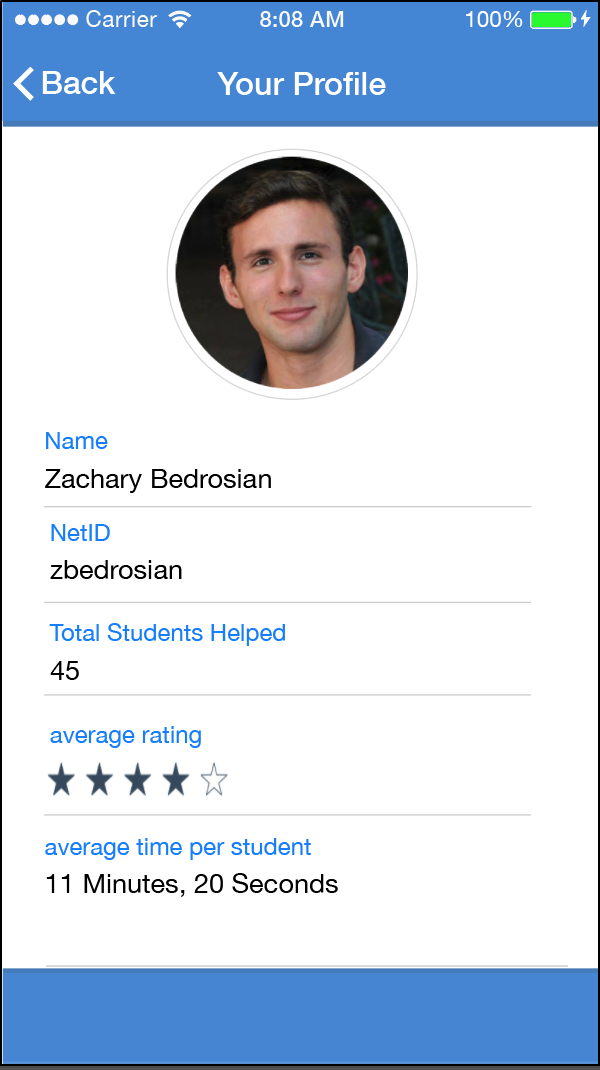 Carrier 8:08 AM 100%
Back Your Profile
Name
Zachary Bedrosian
NetID
zbedrosian
Total Students Helped
45
average rating
average time per student
11 Minutes, 20 Seconds